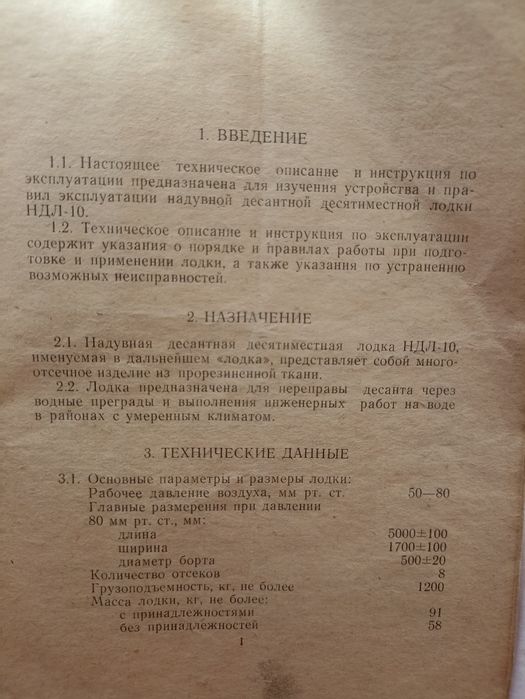 1. ВВЕДЕНИЕ
1.1. Настоящее техническое описание и инструкция по
эксплуатации предназначена для изучения устройства и пра-
вил эксплуатации надувной десантной десятиместной лодки
НДЛ-10.
1.2. Техническое описание и инструкция по эксплуатации
содержит указания о порядке и правилах работы при подго-
товке и применении лодки, а также указания по устранению
возможных неисправностей.
2. НАЗНАЧЕНИЕ
2.1. Надувная десантная десятиместная лодка НДЛ-10,
именуемая в дальнейшем «лодка», представляет собой много-
отсечное изделие из прорезиненной ткани.
2.2. Лодка предназначена для переправы десанта через
водные преграды и выполнения инженерных работ на воде
в районах с умеренным климатом.
3. ТЕХНИЧЕСКИЕ ДАННЫЕ
3.1. Основные параметры и размеры лодки:
Рабочее давление воздуха, мм рт. ст. 50—80
Главные размерения при давлении
80 мм рт. ст., мм:
длина 5000±100
ширина 1700±100
диаметр борта 500±20
Количество отсеков 8
Грузоподъемность, кг, не более 1200
Масса лодки, кг, не более:
с принадлежностями 91
без принадлежностей 58
1